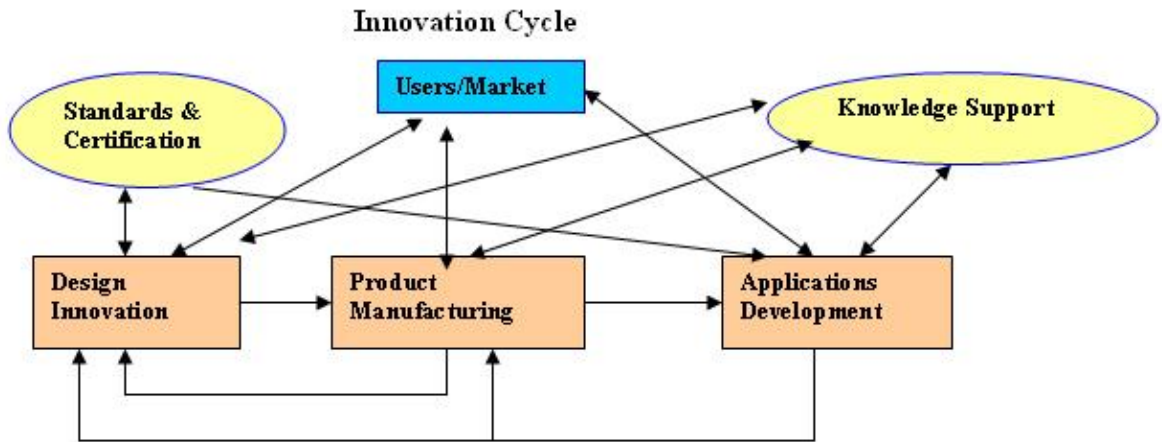 Innovation Cycle
Users/Market
Standards &
Certification
Knowledge Support
Design
Innovation
Product
Manufacturing
Applications
Development